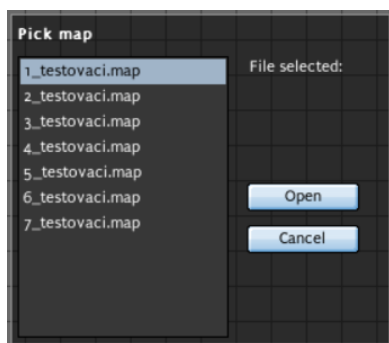 Pick map
1_testovaci.map
2_testovaci.map
3_testovaci.map
4_testovaci.map
5_testovaci.map
6_testovaci.map
7_testovaci.map
File selected:
Open
Cancel